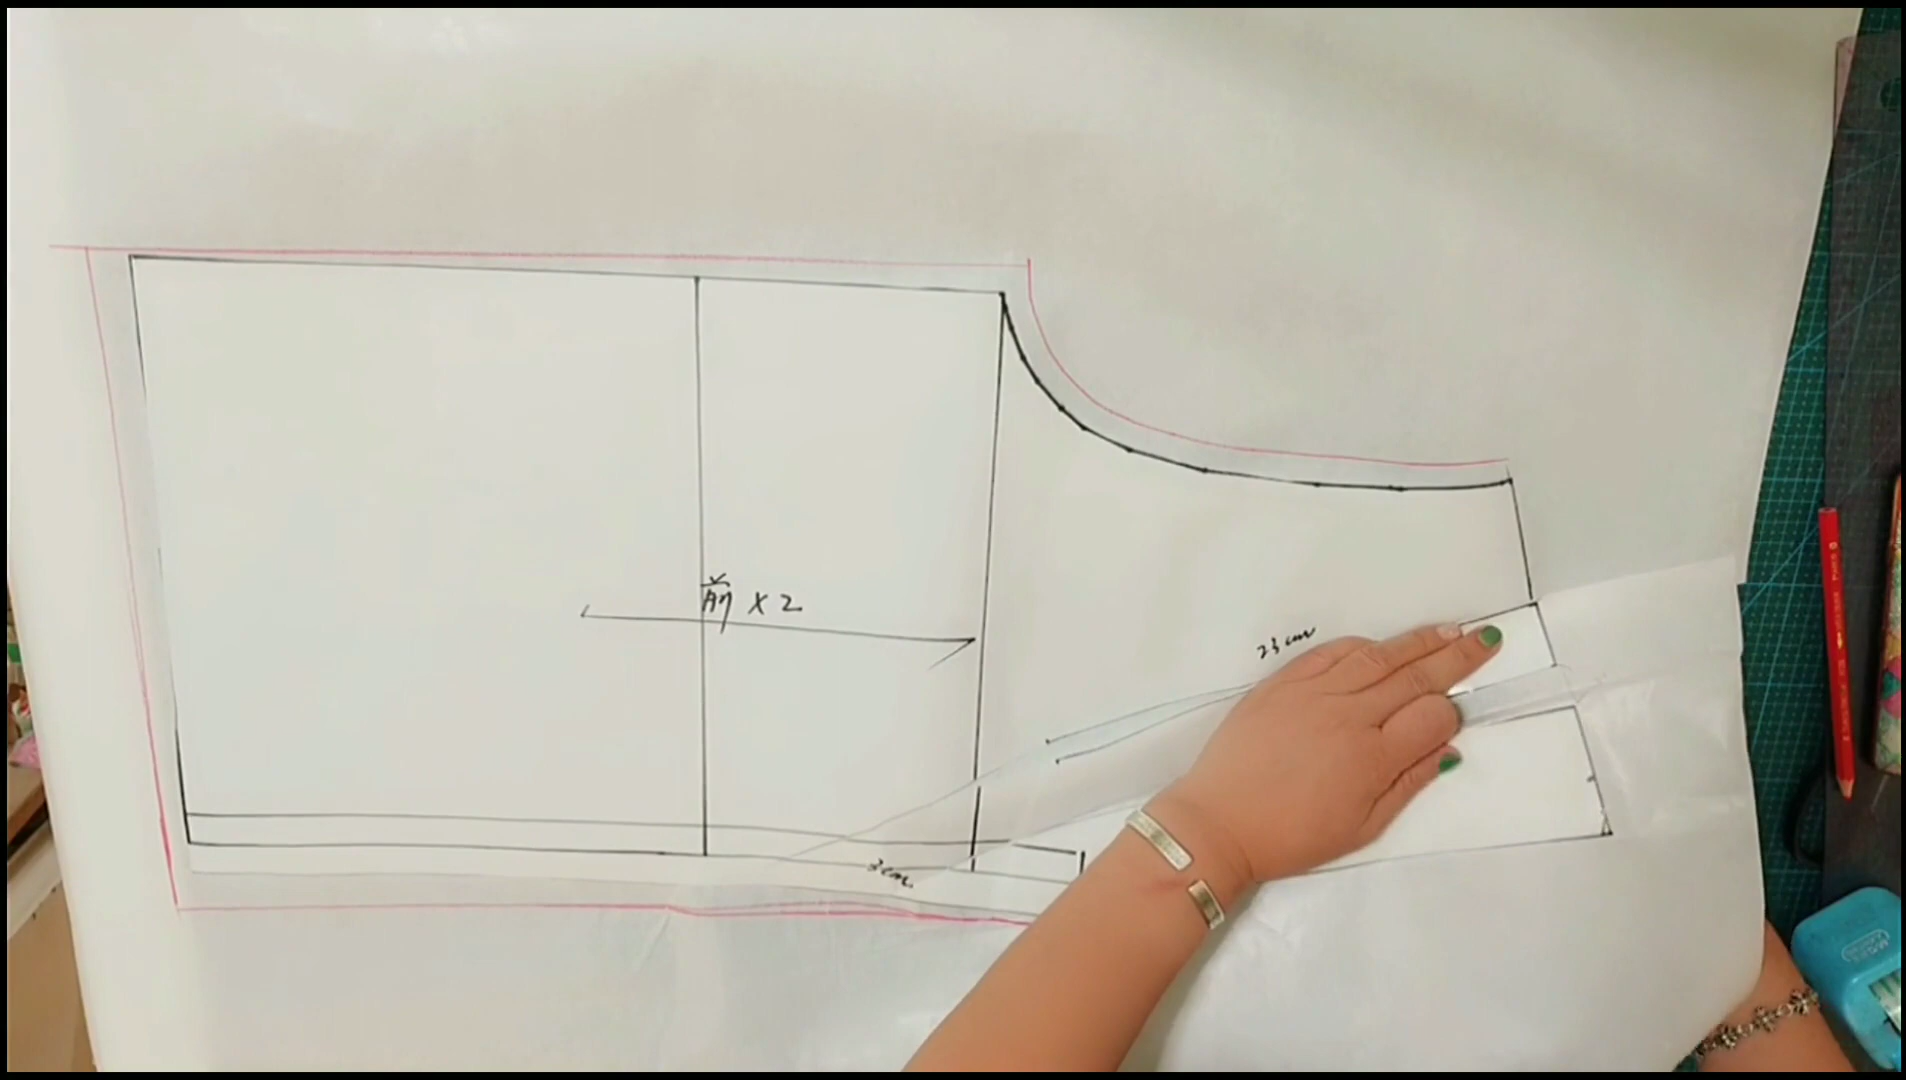 前 × 2
23cm
3cm.